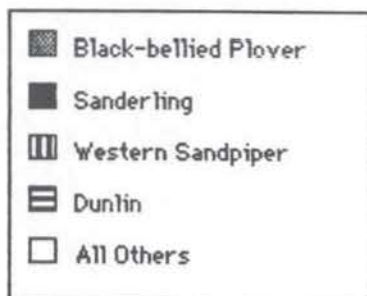 Black-bellied Plover
Sanderling
Western Sandpiper
Dunlin
All Others